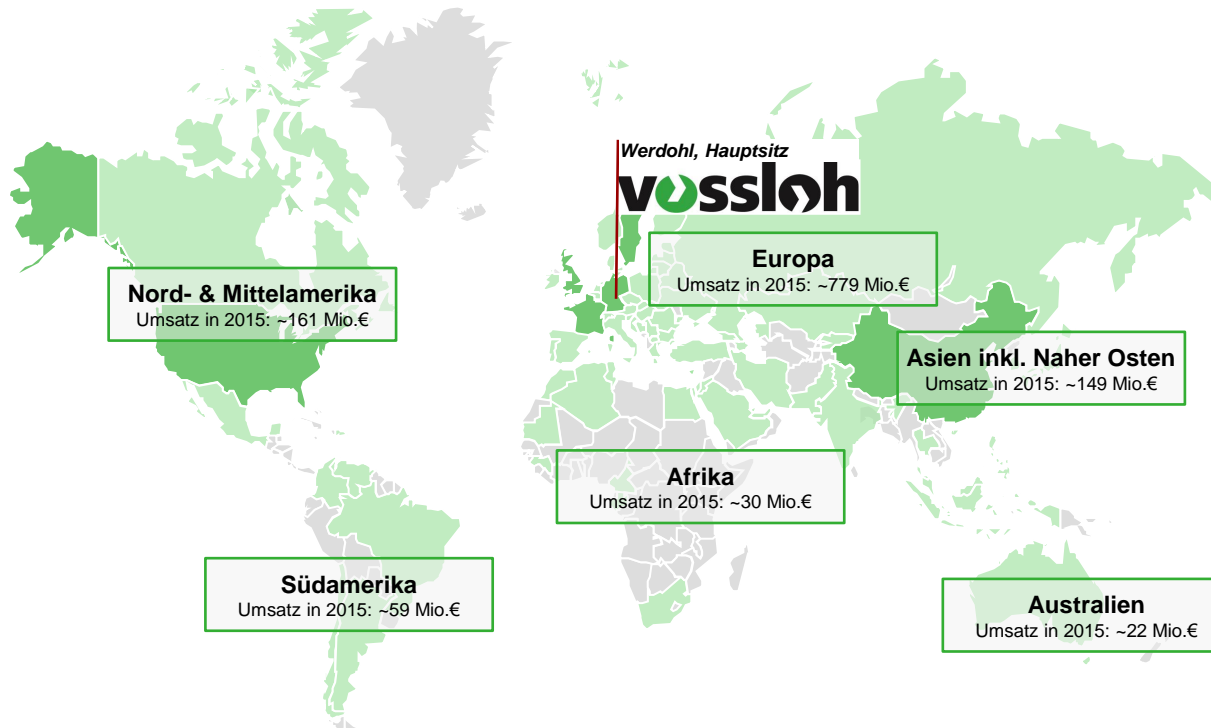 Werdohl, Hauptsitz
vossloh
Europa
Umsatz in 2015: ~779 Mio.€
Nord- & Mittelamerika
Umsatz in 2015: ~161 Mio.€
Asien inkl. Naher Osten
Umsatz in 2015: ~149 Mio.€
Afrika
Umsatz in 2015: ~30 Mio.€
Südamerika
Umsatz in 2015: ~59 Mio.€
Australien
Umsatz in 2015: ~22 Mio.€